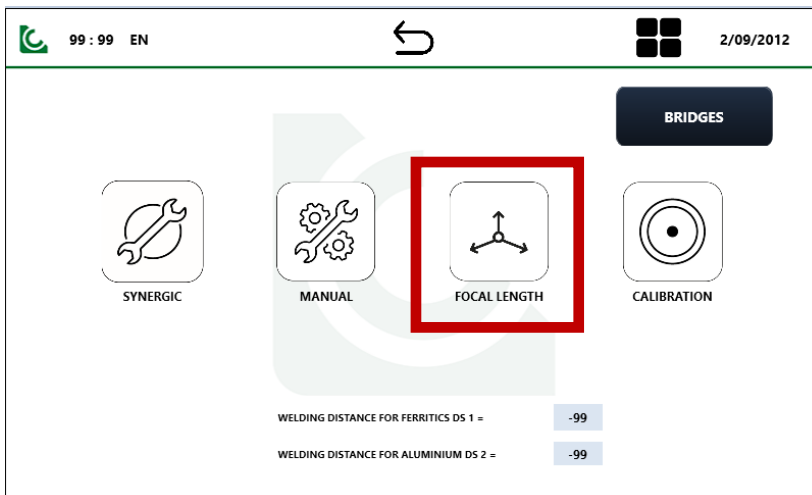 99 : 99 EN 2/09/2012
BRIDGES
SYNERGIC MANUAL FOCAL LENGTH CALIBRATION
WELDING DISTANCE FOR FERRITICS DS 1 = -99
WELDING DISTANCE FOR ALUMINIUM DS 2 = -99